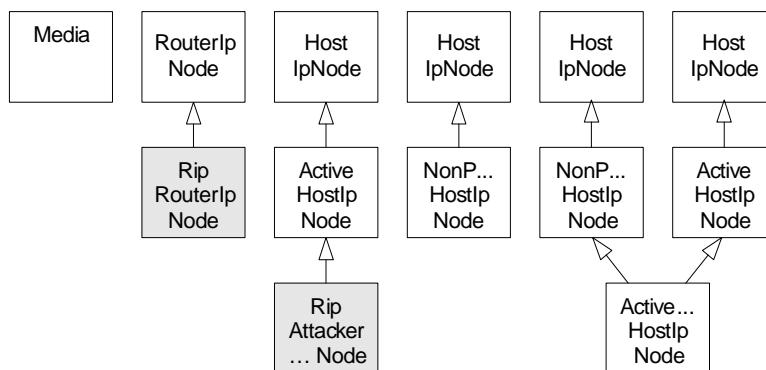 Media
RouterIp
Node
Host
IpNode
Host
IpNode
Host
IpNode
Host
IpNode
Rip
RouterIp
Node
Active
HostIp
Node
NonP...
HostIp
Node
NonP...
HostIp
Node
Active
HostIp
Node
Rip
Attacker
... Node
Active...
HostIp
Node